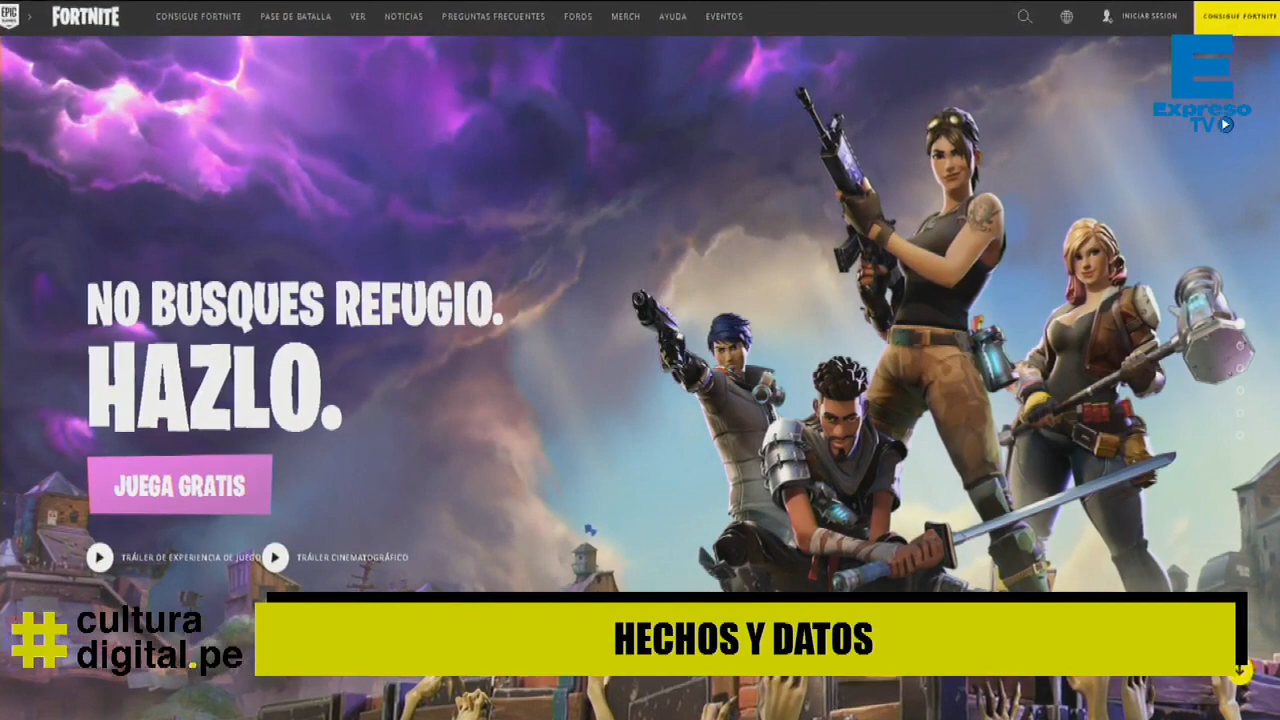 EPIC
GAMES
FORTNITE
CONSIGUE FORTNITE
PASE DE BATALLA
VER
NOTICIAS
PREGUNTAS FRECUENTES
FOROS
MERCH
AYUDA
EVENTOS
INICIAR SESIÓN
CONSIGUE FORTNITE
E
Expreso
TV
NO BUSQUES REFUGIO.
HAZLO.
JUEGA GRATIS
TRÁILER DE EXPERIENCIA DE JUEGO
TRÁILER CINEMATOGRÁFICO
#cultura
digital.pe
HECHOS Y DATOS